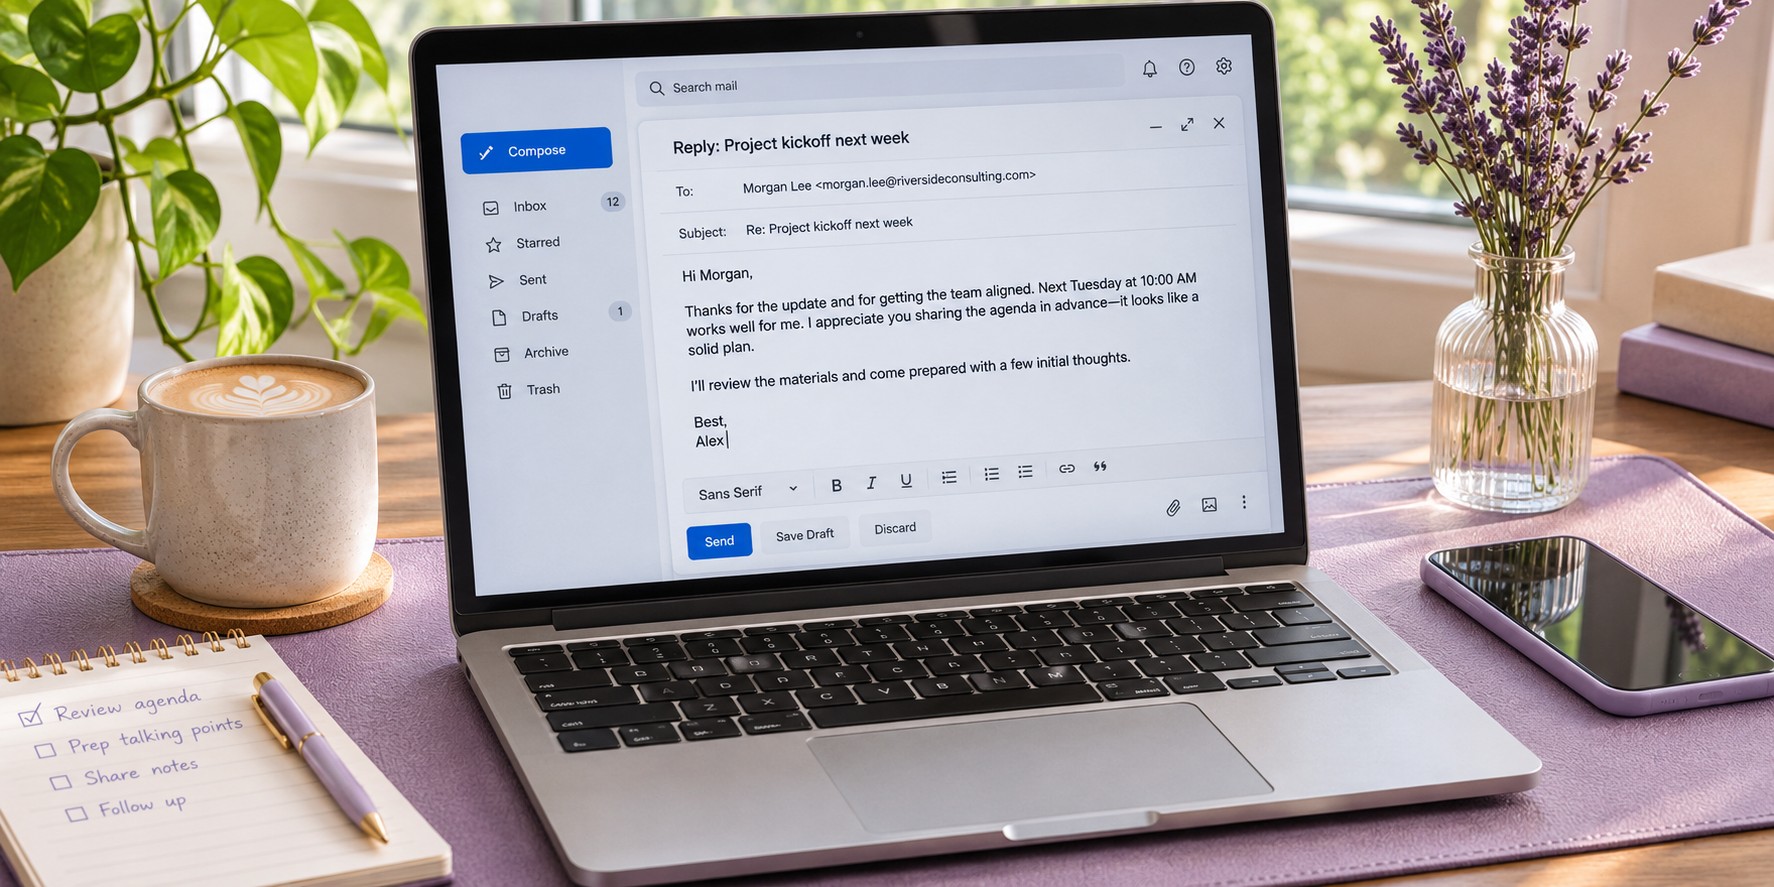 Search mail
Compose
Inbox 12
Starred
Sent
Drafts 1
Archive
Trash
Reply: Project kickoff next week
To: Morgan Lee <morgan.lee@riversideconsulting.com>
Subject: Re: Project kickoff next week
Hi Morgan,
Thanks for the update and for getting the team aligned. Next Tuesday at 10:00 AM
works well for me. I appreciate you sharing the agenda in advance—it looks like a
solid plan.
I'll review the materials and come prepared with a few initial thoughts.
Best,
Alex
Sans Serif B I U
Send Save Draft Discard
Review agenda
Prep talking points
Share notes
Follow up